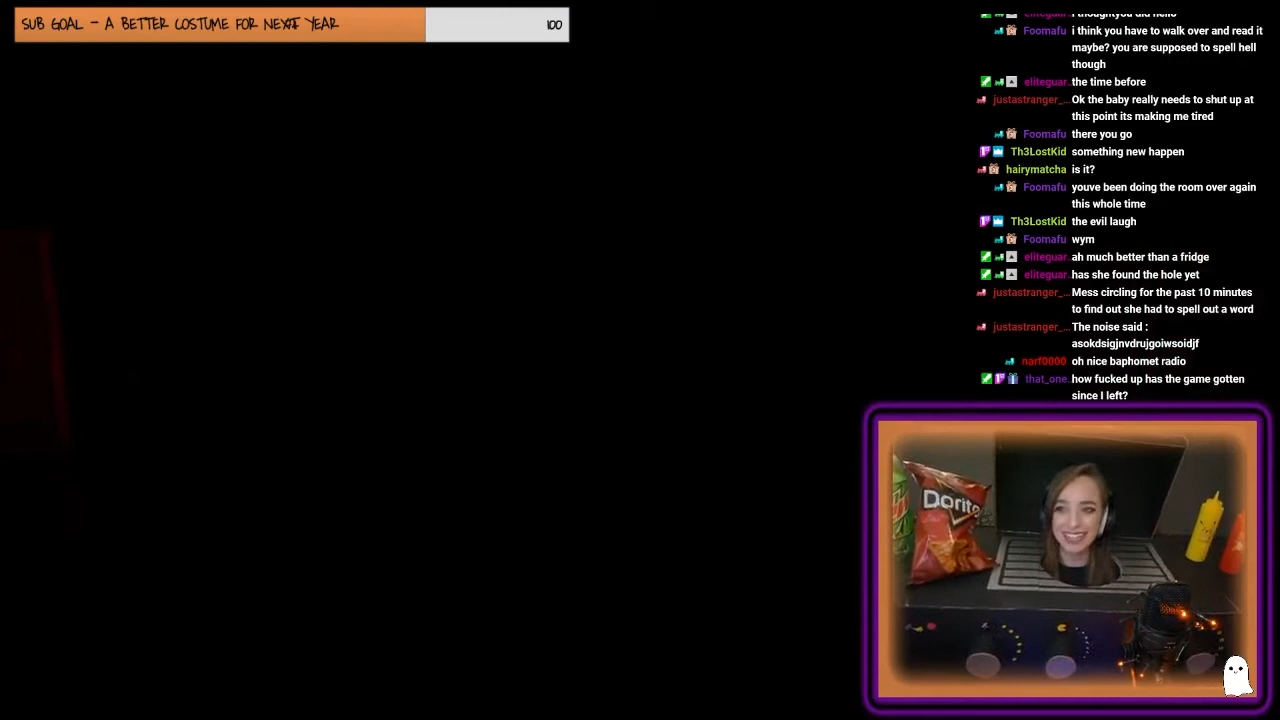 SUB GOAL - A BETTER COSTUME FOR NEXT YEAR
100
Foomafu i think you have to walk over and read it
maybe? you are supposed to spell hell
though
eliteguar.. the time before
justastranger_... Ok the baby really needs to shut up at
this point its making me tired
Foomafu there you go
Th3LostKid something new happen
hairymatcha is it?
Foomafu youve been doing the room over again
this whole time
Th3LostKid the evil laugh
Foomafu wym
eliteguar.. ah much better than a fridge
eliteguar.. has she found the hole yet
justastranger_... Mess circling for the past 10 minutes
to find out she had to spell out a word
justastranger_... The noise said :
asokdsigjnvdrujgoiwsoidjf
narf0000 oh nice baphomet radio
that_one.. how fucked up has the game gotten
since I left?
Dorito